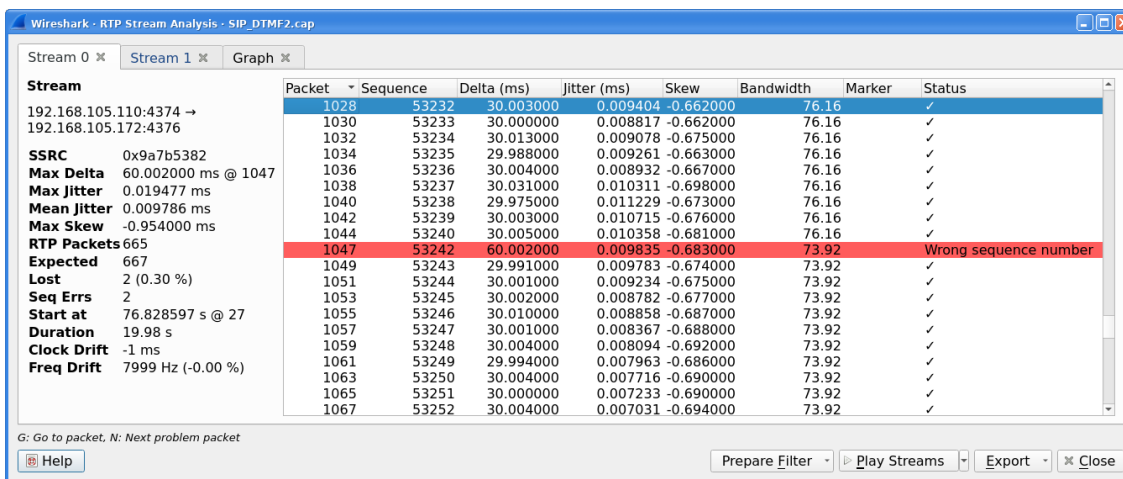 Wireshark · RTP Stream Analysis · SIP_DTMF2.cap
Stream 0 Stream 1 Graph
Stream
192.168.105.110:4374 →
192.168.105.172:4376
SSRC 0x9a7b5382
Max Delta 60.002000 ms @ 1047
Max Jitter 0.019477 ms
Mean Jitter 0.009786 ms
Max Skew -0.954000 ms
RTP Packets 665
Expected 667
Lost 2 (0.30 %)
Seq Errs 2
Start at 76.828597 s @ 27
Duration 19.98 s
Clock Drift -1 ms
Freq Drift 7999 Hz (-0.00 %)
Packet Sequence Delta (ms) Jitter (ms) Skew Bandwidth Marker Status
1028 53232 30.003000 0.009404 -0.662000 76.16 ✓
1030 53233 30.000000 0.008817 -0.662000 76.16 ✓
1032 53234 30.013000 0.009078 -0.675000 76.16 ✓
1034 53235 29.988000 0.009261 -0.663000 76.16 ✓
1036 53236 30.004000 0.008932 -0.667000 76.16 ✓
1038 53237 30.031000 0.010311 -0.698000 76.16 ✓
1040 53238 29.975000 0.011229 -0.673000 76.16 ✓
1042 53239 30.003000 0.010715 -0.676000 76.16 ✓
1044 53240 30.005000 0.010358 -0.681000 76.16 ✓
1047 53242 60.002000 0.009835 -0.683000 73.92 Wrong sequence number
1049 53243 29.991000 0.009783 -0.674000 73.92 ✓
1051 53244 30.001000 0.009234 -0.675000 73.92 ✓
1053 53245 30.002000 0.008782 -0.677000 73.92 ✓
1055 53246 30.010000 0.008858 -0.687000 73.92 ✓
1057 53247 30.001000 0.008367 -0.688000 73.92 ✓
1059 53248 30.004000 0.008094 -0.692000 73.92 ✓
1061 53249 29.994000 0.007963 -0.686000 73.92 ✓
1063 53250 30.004000 0.007716 -0.690000 73.92 ✓
1065 53251 30.000000 0.007233 -0.690000 73.92 ✓
1067 53252 30.004000 0.007031 -0.694000 73.92 ✓
G: Go to packet, N: Next problem packet
Help Prepare Filter Play Streams Export Close